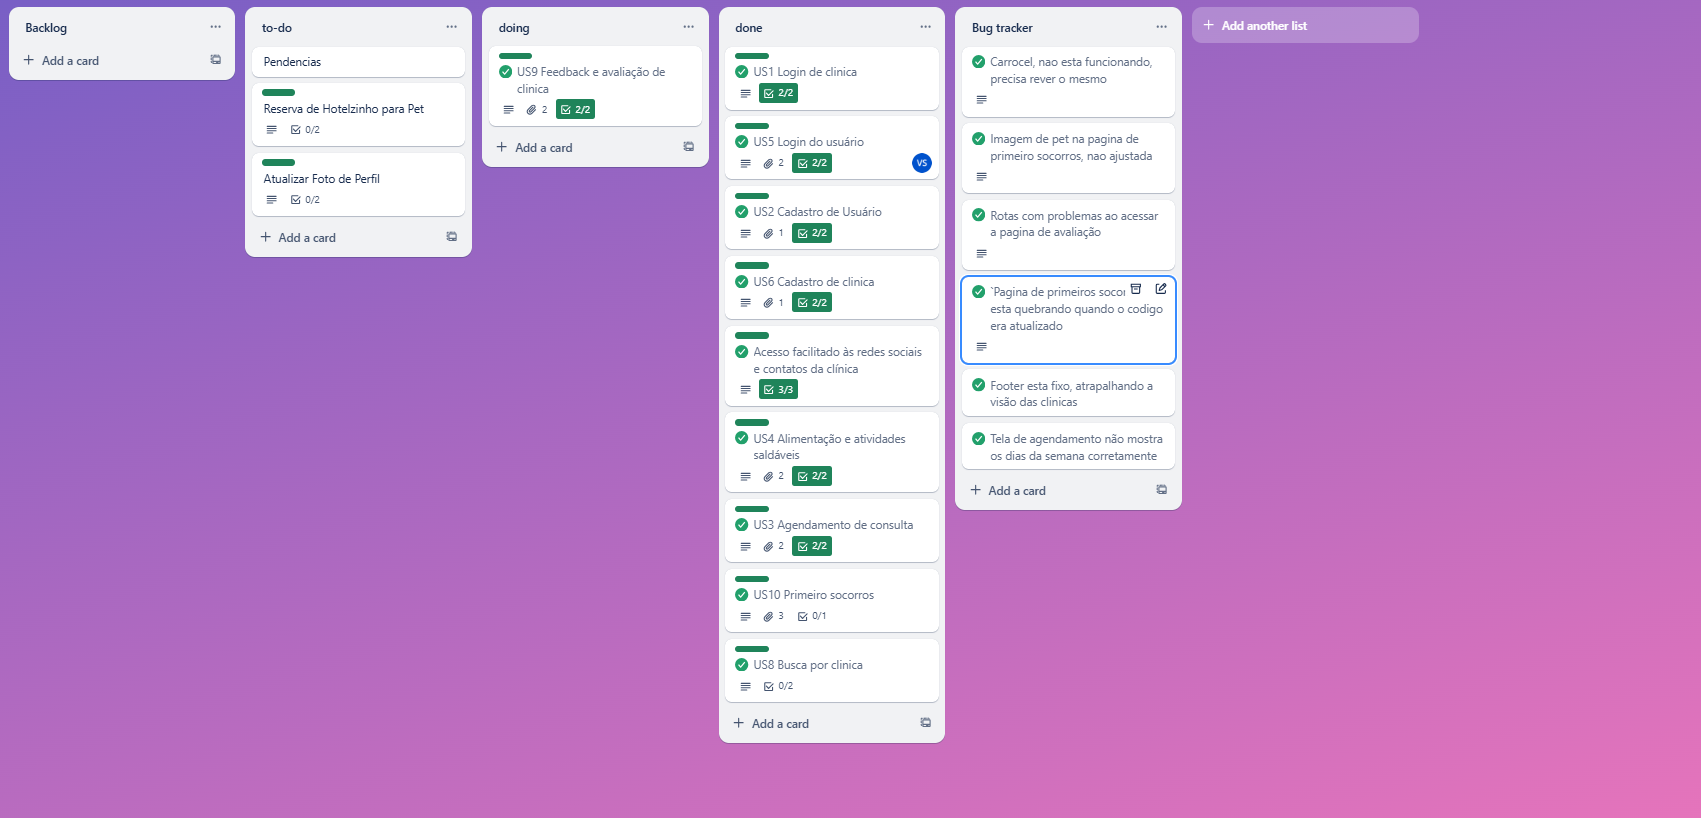 Backlog
Add a card
to-do
Pendencias
Reserva de Hotelzinho para Pet
0/2
Atualizar Foto de Perfil
0/2
Add a card
doing
US9 Feedback e avaliação de
clinica
2 2/2
Add a card
done
US1 Login de clinica
2/2
US5 Login do usuário
2 2/2 VS
US2 Cadastro de Usuário
1 2/2
US6 Cadastro de clinica
1 2/2
Acesso facilitado às redes sociais
e contatos da clínica
3/3
US4 Alimentação e atividades
saldáveis
2 2/2
US3 Agendamento de consulta
2 2/2
US10 Primeiro socorros
3 0/1
US8 Busca por clinica
0/2
Add a card
Bug tracker
Carrocel, nao esta funcionando,
precisa rever o mesmo
Imagem de pet na pagina de
primeiro socorros, nao ajustada
Rotas com problemas ao acessar
a pagina de avaliação
`Pagina de primeiros socor
esta quebrando quando o codigo
era atualizado
Footer esta fixo, atrapalhando a
visão das clinicas
Tela de agendamento não mostra
os dias da semana corretamente
Add a card
Add another list